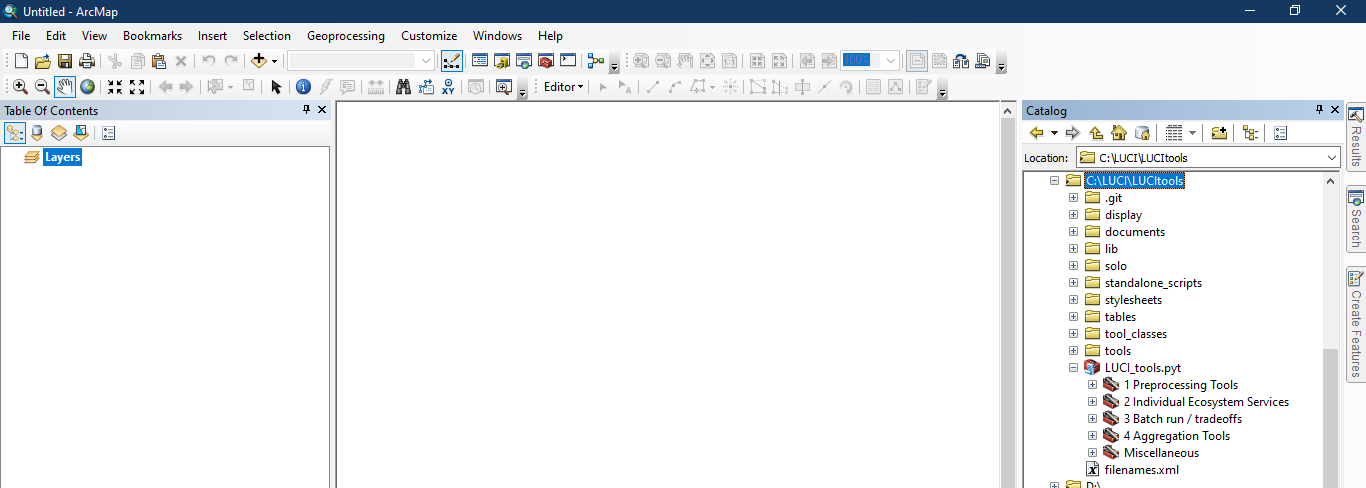 Untitled - ArcMap
File Edit View Bookmarks Insert Selection Geoprocessing Customize Windows Help
100%
Editor
Table Of Contents
Layers
Catalog
Location: C:\LUCI\LUCItools
C:\LUCI\LUCItools
.git
display
documents
lib
solo
standalone_scripts
stylesheets
tables
tool_classes
tools
LUCI_tools.pyt
1 Preprocessing Tools
2 Individual Ecosystem Services
3 Batch run / tradeoffs
4 Aggregation Tools
Miscellaneous
filenames.xml
D:\
Results
Search
Create Features